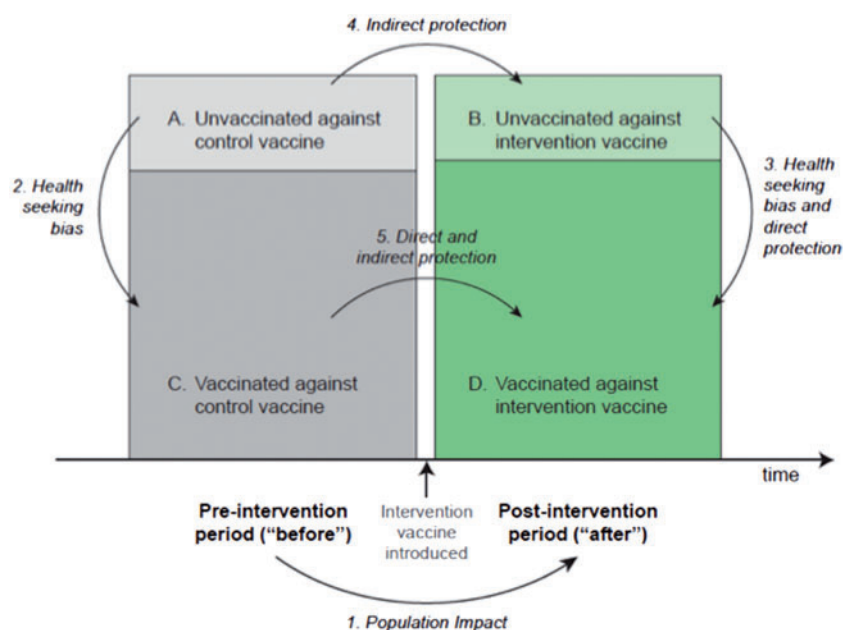 4. Indirect protection
A. Unvaccinated against
control vaccine
B. Unvaccinated against
intervention vaccine
2. Health
seeking
bias
3. Health
seeking
bias and
direct
protection
5. Direct and
indirect protection
C. Vaccinated against
control vaccine
D. Vaccinated against
intervention vaccine
time
Pre-intervention
period (“before”)
Intervention
vaccine
introduced
Post-intervention
period (“after”)
1. Population Impact